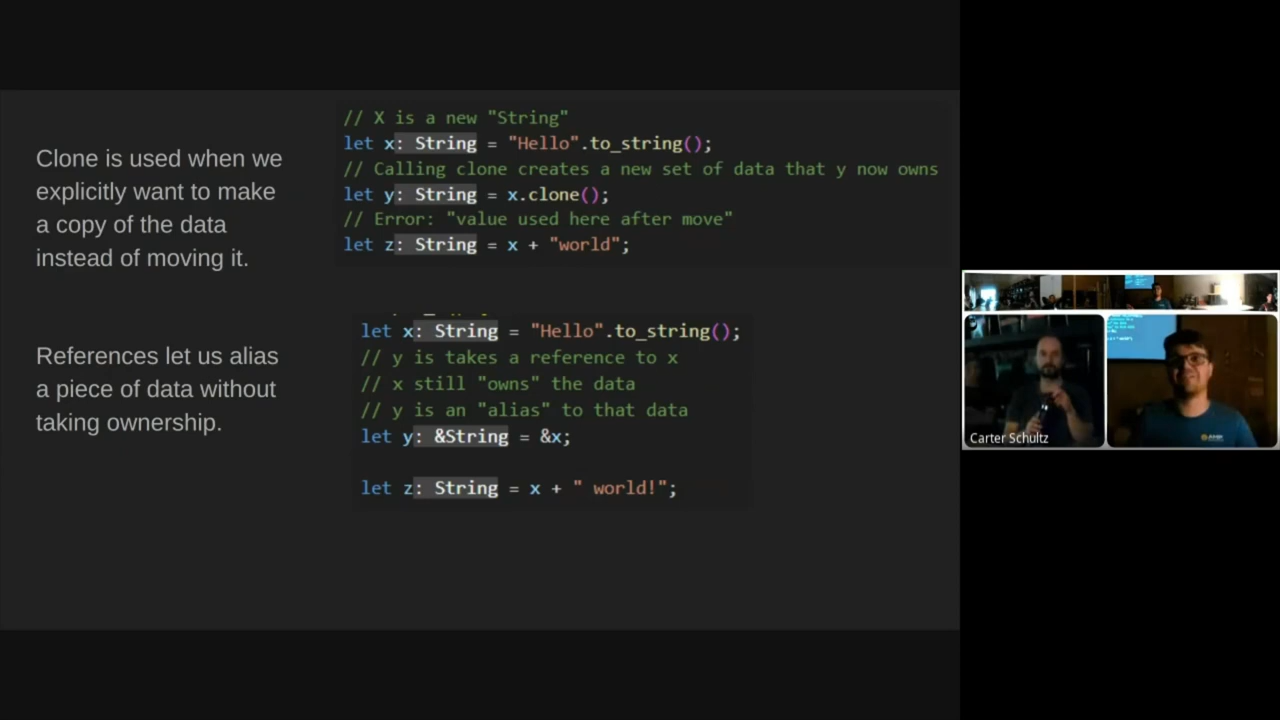 Clone is used when we
explicitly want to make
a copy of the data
instead of moving it.
// X is a new "String"
let x: String = "Hello".to_string();
// Calling clone creates a new set of data that y now owns
let y: String = x.clone();
// Error: "value used here after move"
let z: String = x + "world";
References let us alias
a piece of data without
taking ownership.
let x: String = "Hello".to_string();
// y is takes a reference to x
// x still "owns" the data
// y is an "alias" to that data
let y: &String = &x;
let z: String = x + " world!";
Carter Schultz